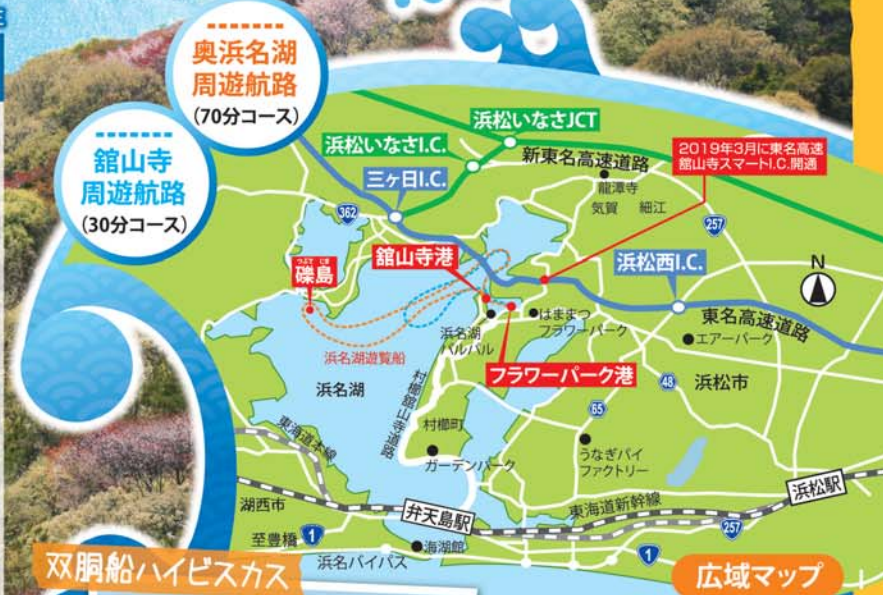 奥浜名湖
周遊航路
(70分コース)
舘山寺
周遊航路
(30分コース)
浜松いなさJCT
浜松いなさI.C.
新東名高速道路
三ヶ日I.C.
2019年3月に東名高速
舘山寺スマートI.C.開通
龍潭寺
気賀 細江
362
257
つぶて じま
礫島
舘山寺港
浜松西I.C.
N
はままつ
フラワーパーク
浜名湖
パルパル
東名高速道路
エアーパーク
浜名湖遊覧船
フラワーパーク港
浜名湖
村櫛舘山寺道路
48
浜松市
65
村櫛町
東海道本線
うなぎパイ
ファクトリー
ガーデンパーク
浜松駅
湖西市
弁天島駅
東海道新幹線
257
至豊橋
1
海湖館
1
浜名バイパス
双胴船ハイビスカス
広域マップ